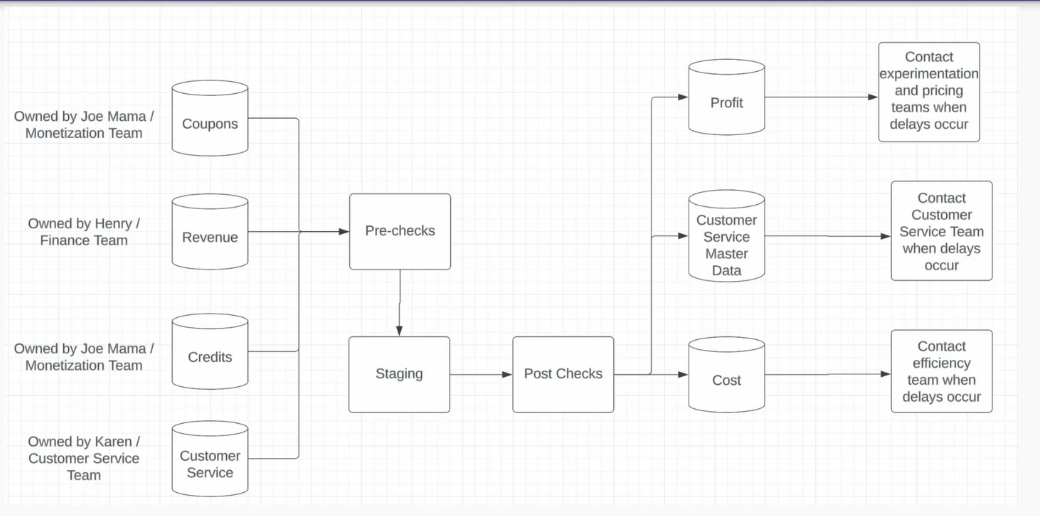 Owned by Joe Mama /
Monetization Team
Coupons
Owned by Henry /
Finance Team
Revenue
Owned by Joe Mama /
Monetization Team
Credits
Owned by Karen /
Customer Service
Team
Customer
Service
Pre-checks
Staging
Post Checks
Profit
Contact
experimentation
and pricing
teams when
delays occur
Customer
Service
Master
Data
Contact
Customer
Service Team
when delays
occur
Cost
Contact
efficiency
team when
delays occur